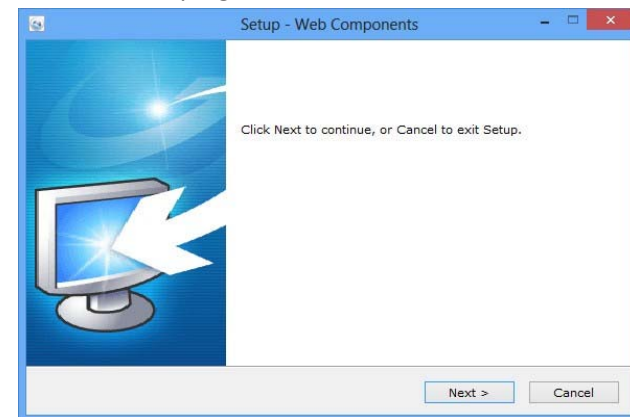 Setup - Web Components
Click Next to continue, or Cancel to exit Setup.
Next >
Cancel